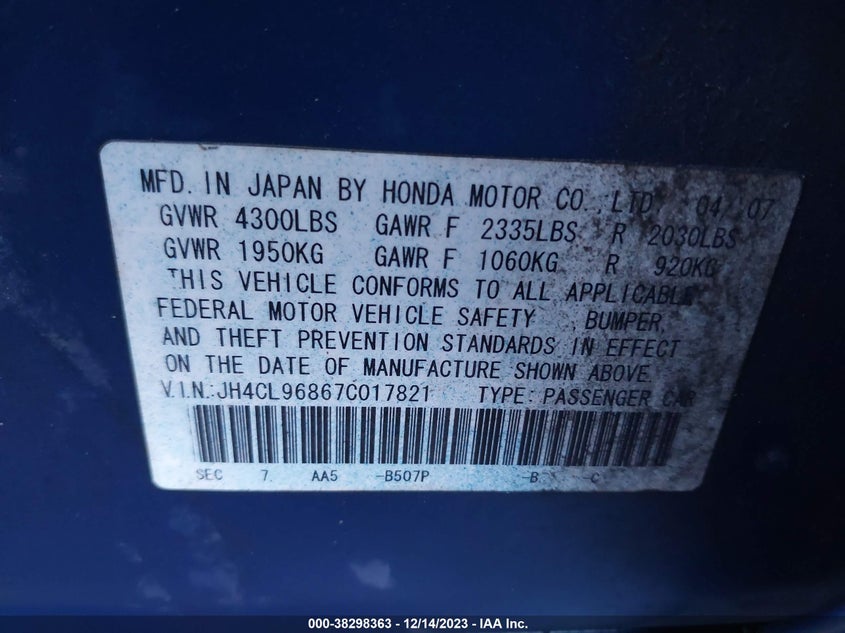 MFD. IN JAPAN BY HONDA MOTOR CO., LTD. 04 07
GVWR 4300LBS GAWR F 2335LBS R 2030LBS
GVWR 1950KG GAWR F 1060KG R 920KG
THIS VEHICLE CONFORMS TO ALL APPLICABLE
FEDERAL MOTOR VEHICLE SAFETY , BUMPER,
AND THEFT PREVENTION STANDARDS IN EFFECT
ON THE DATE OF MANUFACTURE SHOWN ABOVE.
V.I.N.:JH4CL96867C017821 TYPE: PASSENGER CAR
SEC 7 AA5 -B507P -B -C
000-38298363 - 12/14/2023 - IAA Inc.